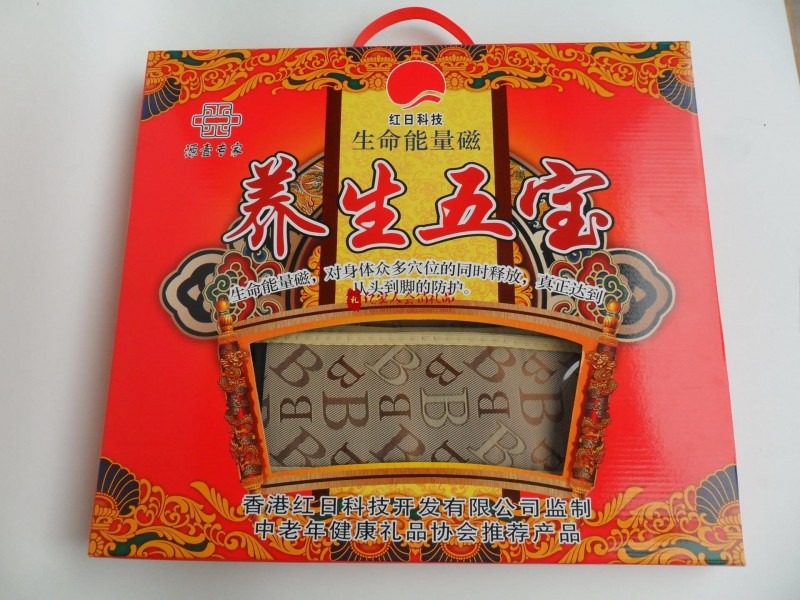 红日科技
生命能量磁
专家
养生五宝
生命能量磁，对身体众多穴位的同时释放，真正达到
从头到脚的防护。
礼
香港红日科技开发有限公司监制
中老年健康礼品协会推荐产品